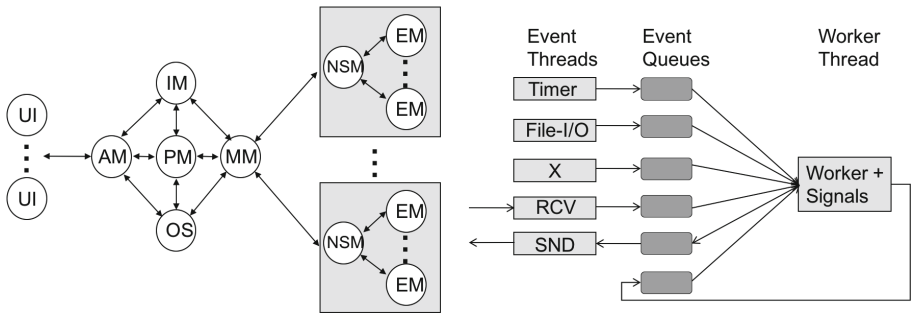 UI
UI
AM
IM
PM
OS
MM
NSM
EM
EM
NSM
EM
EM
Event
Threads
Event
Queues
Worker
Thread
Timer
File-I/O
X
RCV
SND
Worker +
Signals